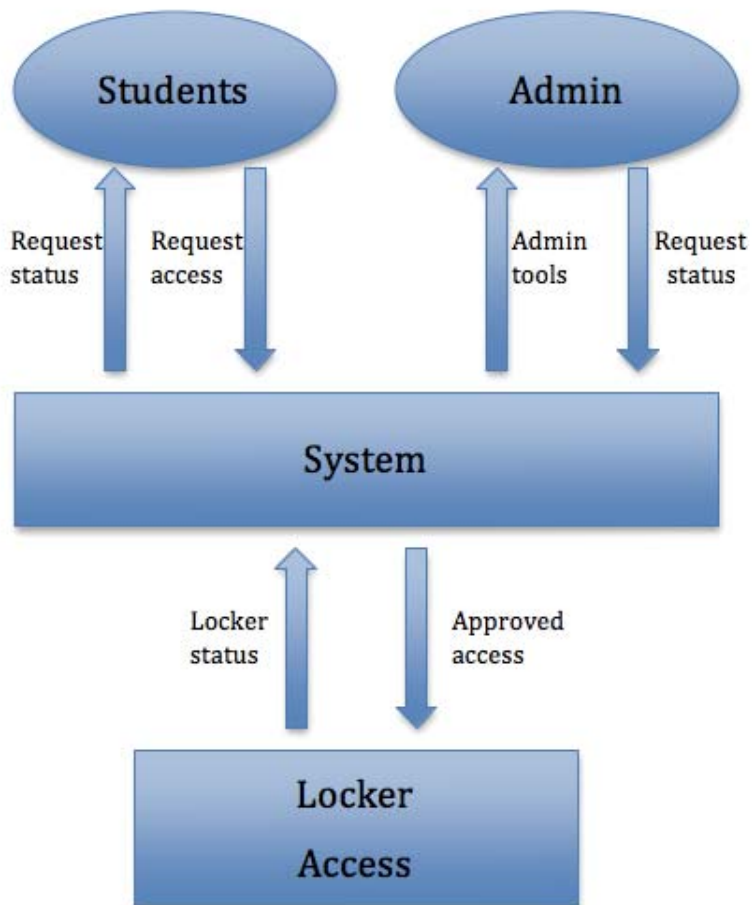 Students
Admin
Request
status
Request
access
Admin
tools
Request
status
System
Locker
status
Approved
access
Locker
Access